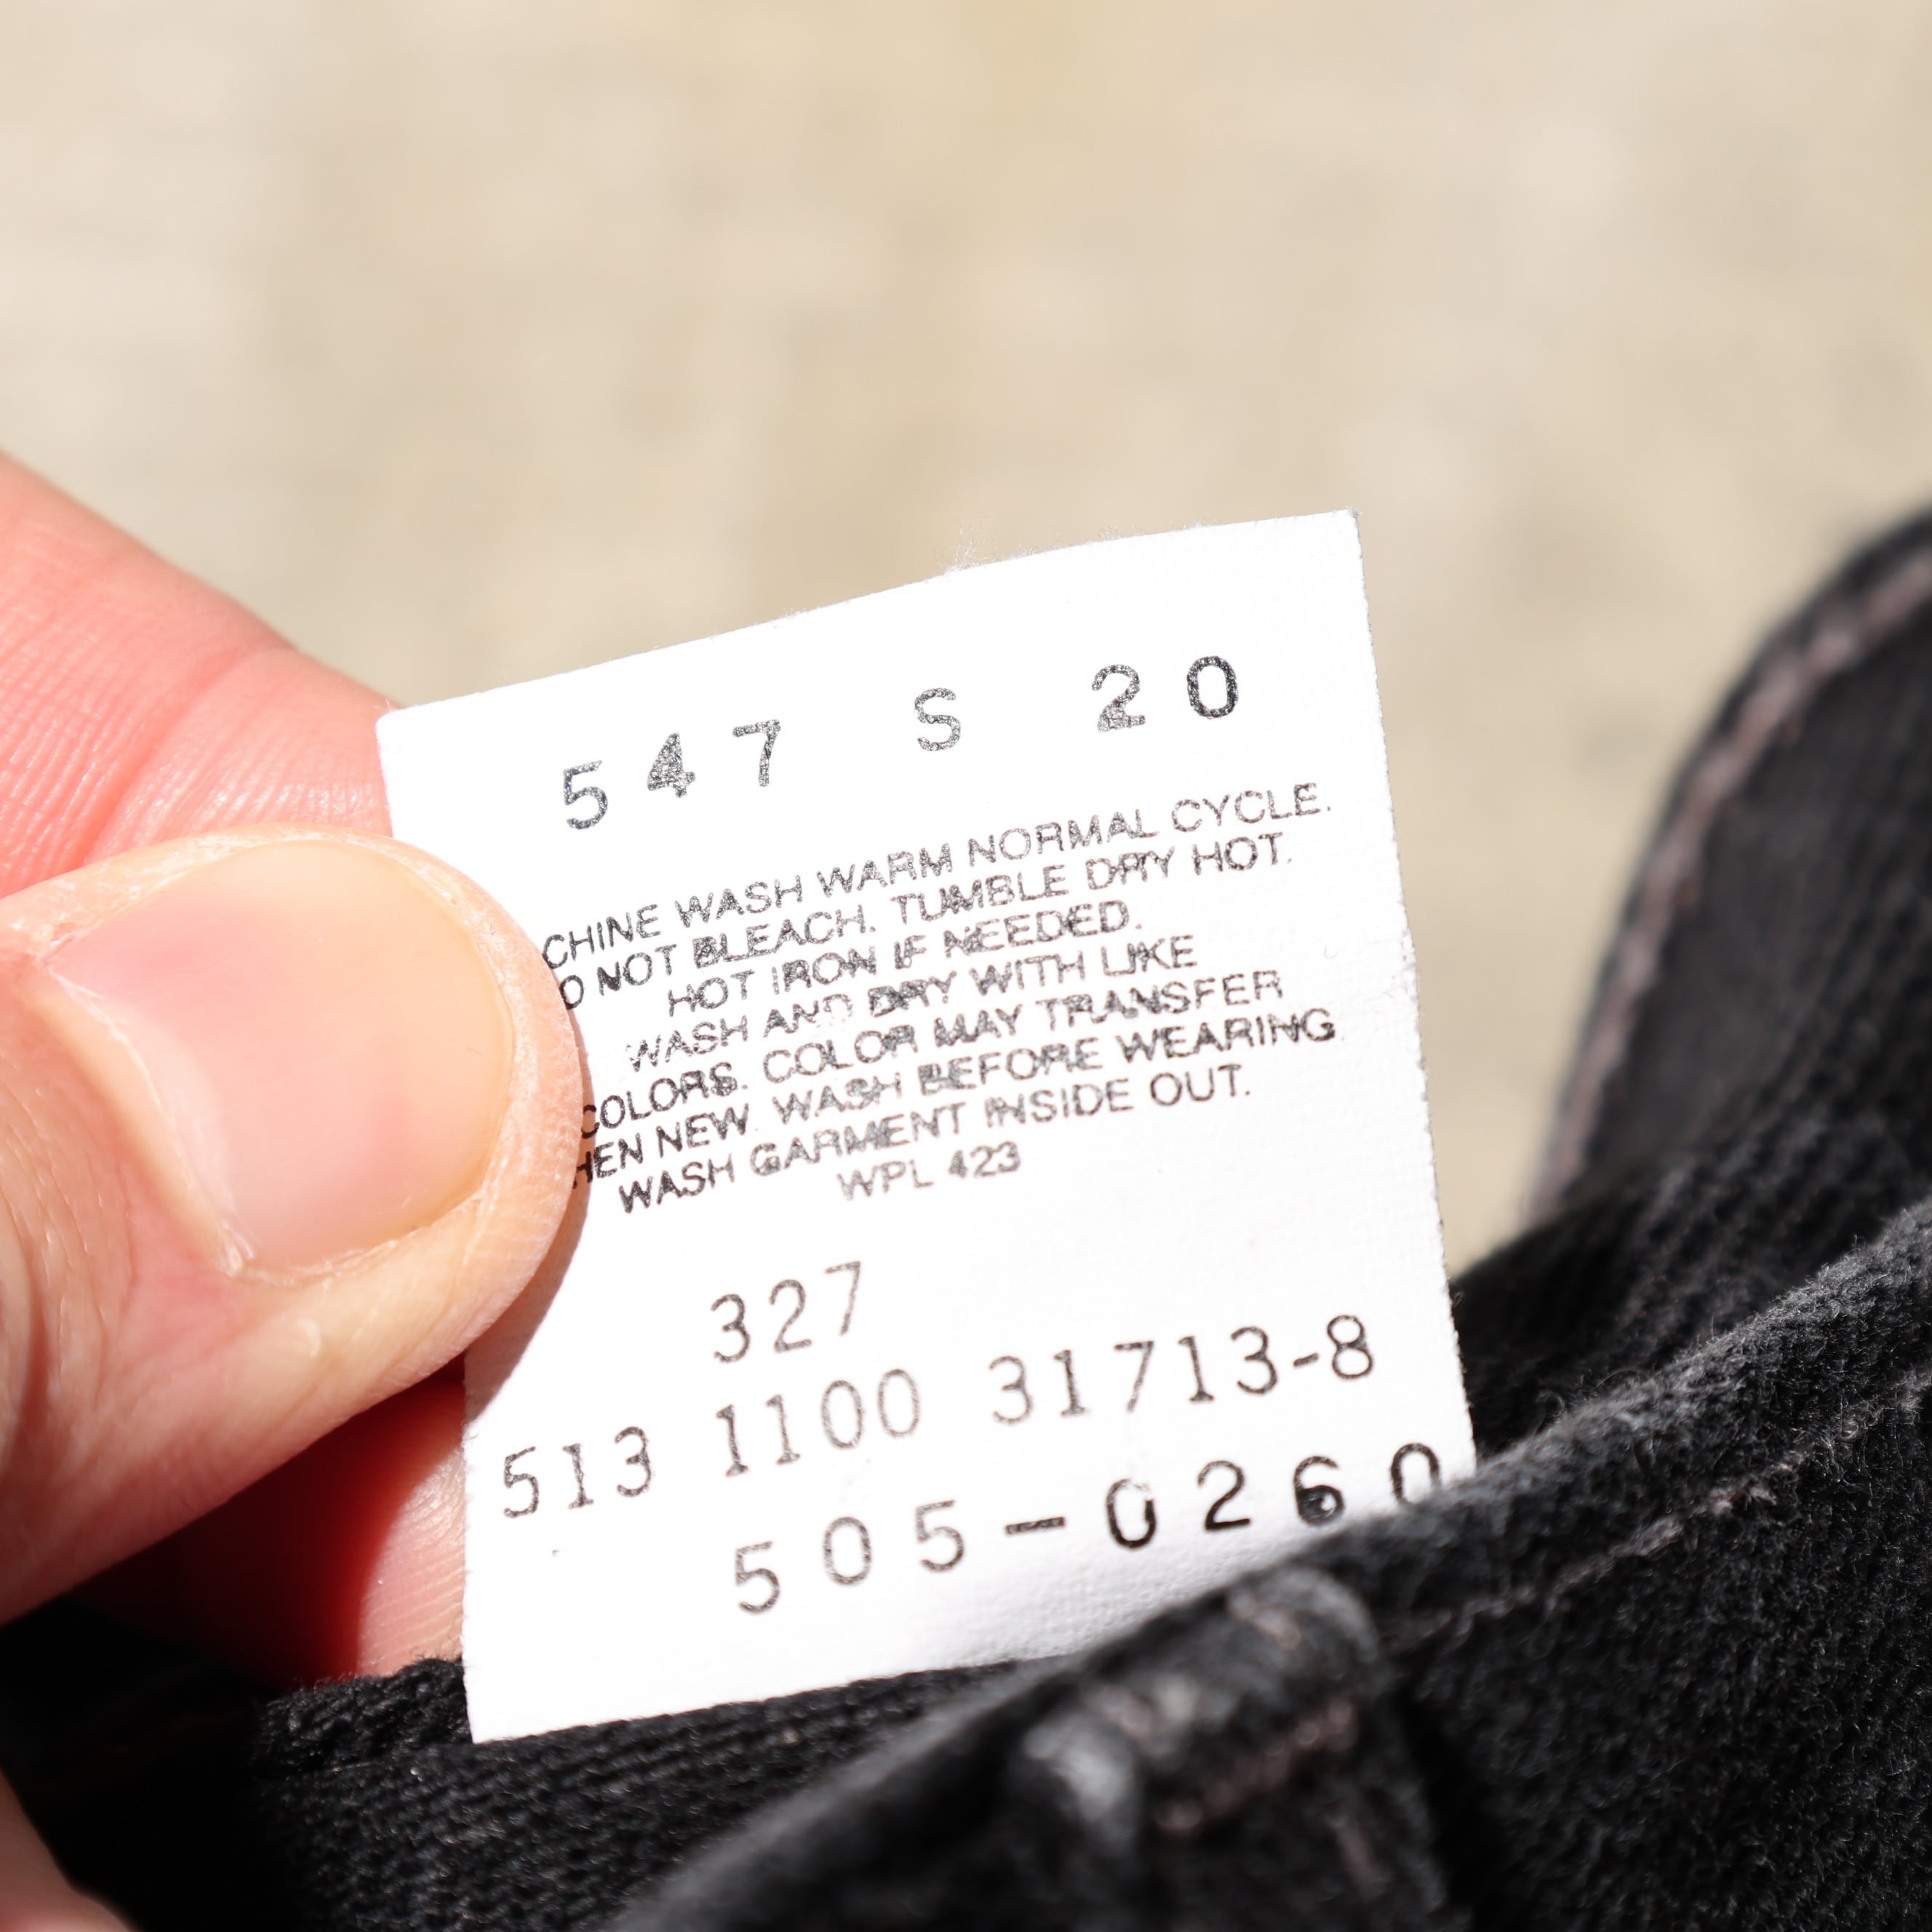 547 S 20
CHINE WASH WARM NORMAL CYCLE.
O NOT BLEACH. TUMBLE DRY HOT.
HOT IRON IF NEEDED.
WASH AND DRY WITH LIKE
COLORS. COLOR MAY TRANSFER
HEN NEW. WASH BEFORE WEARING
WASH GARMENT INSIDE OUT.
WPL 423
327
513 1100 31713-8
505-0260